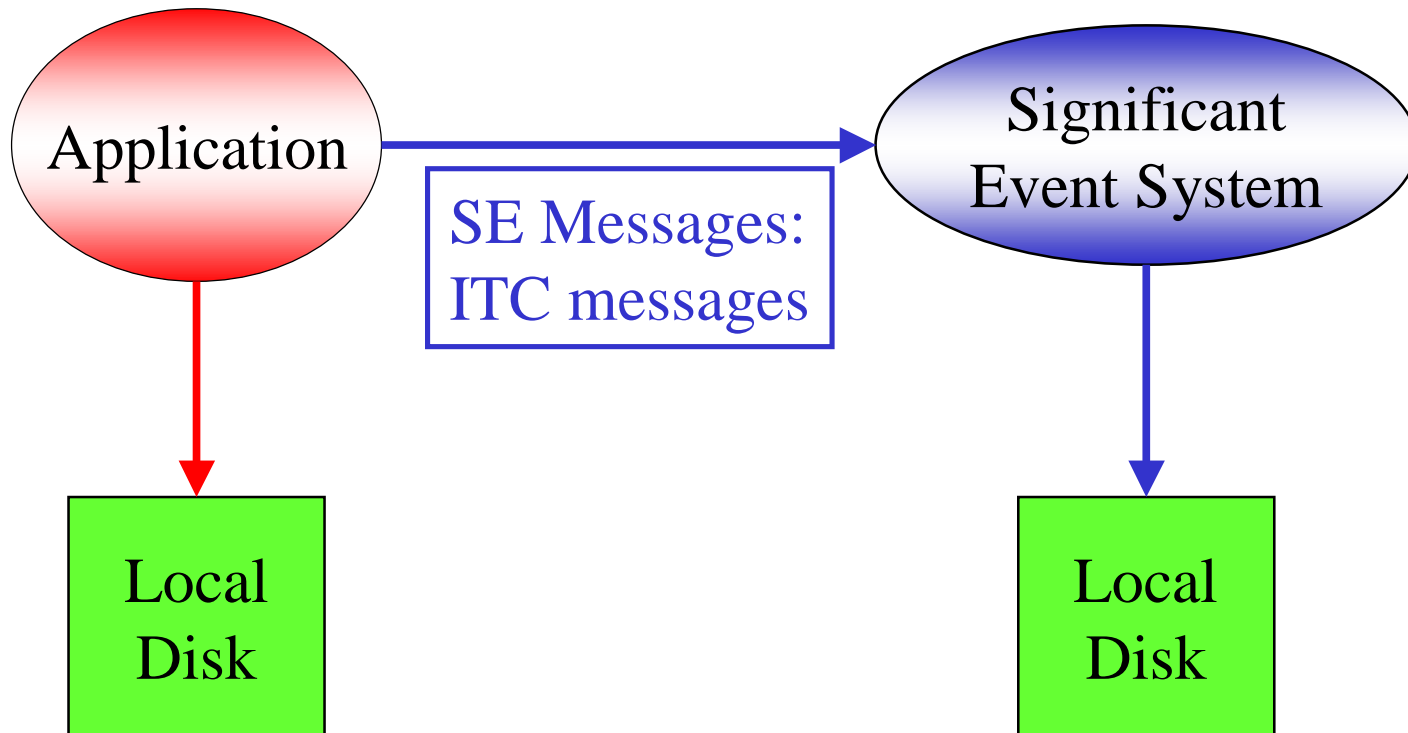 Application
Significant
Event System
SE Messages:
ITC messages
Local
Disk
Local
Disk